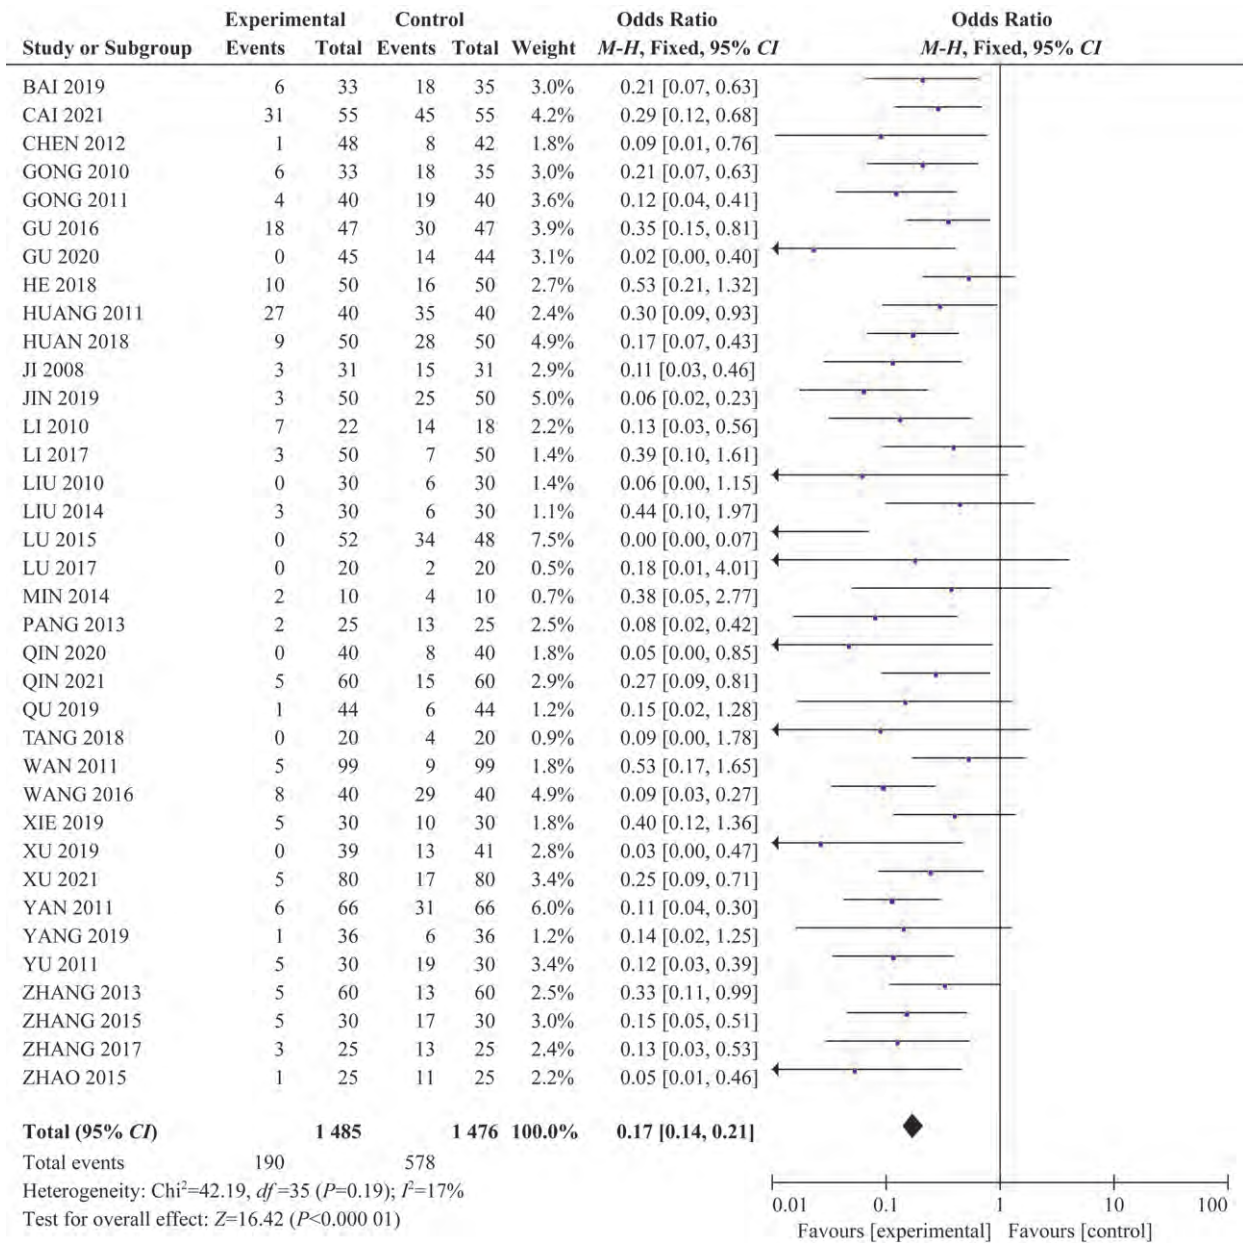 Experimental Control Odds Ratio Odds Ratio
Study or Subgroup Events Total Events Total Weight M-H, Fixed, 95% CI M-H, Fixed, 95% CI
BAI 2019 6 33 18 35 3.0% 0.21 [0.07, 0.63]
CAI 2021 31 55 45 55 4.2% 0.29 [0.12, 0.68]
CHEN 2012 1 48 8 42 1.8% 0.09 [0.01, 0.76]
GONG 2010 6 33 18 35 3.0% 0.21 [0.07, 0.63]
GONG 2011 4 40 19 40 3.6% 0.12 [0.04, 0.41]
GU 2016 18 47 30 47 3.9% 0.35 [0.15, 0.81]
GU 2020 0 45 14 44 3.1% 0.02 [0.00, 0.40]
HE 2018 10 50 16 50 2.7% 0.53 [0.21, 1.32]
HUANG 2011 27 40 35 40 2.4% 0.30 [0.09, 0.93]
HUAN 2018 9 50 28 50 4.9% 0.17 [0.07, 0.43]
JI 2008 3 31 15 31 2.9% 0.11 [0.03, 0.46]
JIN 2019 3 50 25 50 5.0% 0.06 [0.02, 0.23]
LI 2010 7 22 14 18 2.2% 0.13 [0.03, 0.56]
LI 2017 3 50 7 50 1.4% 0.39 [0.10, 1.61]
LIU 2010 0 30 6 30 1.4% 0.06 [0.00, 1.15]
LIU 2014 3 30 6 30 1.1% 0.44 [0.10, 1.97]
LU 2015 0 52 34 48 7.5% 0.00 [0.00, 0.07]
LU 2017 0 20 2 20 0.5% 0.18 [0.01, 4.01]
MIN 2014 2 10 4 10 0.7% 0.38 [0.05, 2.77]
PANG 2013 2 25 13 25 2.5% 0.08 [0.02, 0.42]
QIN 2020 0 40 8 40 1.8% 0.05 [0.00, 0.85]
QIN 2021 5 60 15 60 2.9% 0.27 [0.09, 0.81]
QU 2019 1 44 6 44 1.2% 0.15 [0.02, 1.28]
TANG 2018 0 20 4 20 0.9% 0.09 [0.00, 1.78]
WAN 2011 5 99 9 99 1.8% 0.53 [0.17, 1.65]
WANG 2016 8 40 29 40 4.9% 0.09 [0.03, 0.27]
XIE 2019 5 30 10 30 1.8% 0.40 [0.12, 1.36]
XU 2019 0 39 13 41 2.8% 0.03 [0.00, 0.47]
XU 2021 5 80 17 80 3.4% 0.25 [0.09, 0.71]
YAN 2011 6 66 31 66 6.0% 0.11 [0.04, 0.30]
YANG 2019 1 36 6 36 1.2% 0.14 [0.02, 1.25]
YU 2011 5 30 19 30 3.4% 0.12 [0.03, 0.39]
ZHANG 2013 5 60 13 60 2.5% 0.33 [0.11, 0.99]
ZHANG 2015 5 30 17 30 3.0% 0.15 [0.05, 0.51]
ZHANG 2017 3 25 13 25 2.4% 0.13 [0.03, 0.53]
ZHAO 2015 1 25 11 25 2.2% 0.05 [0.01, 0.46]
Total (95% CI) 1 485 1 476 100.0% 0.17 [0.14, 0.21]
Total events 190 578
Heterogeneity: Chi²=42.19, df=35 (P=0.19); I²=17%
Test for overall effect: Z=16.42 (P<0.000 01)
0.01 0.1 1 10 100
Favours [experimental] Favours [control]